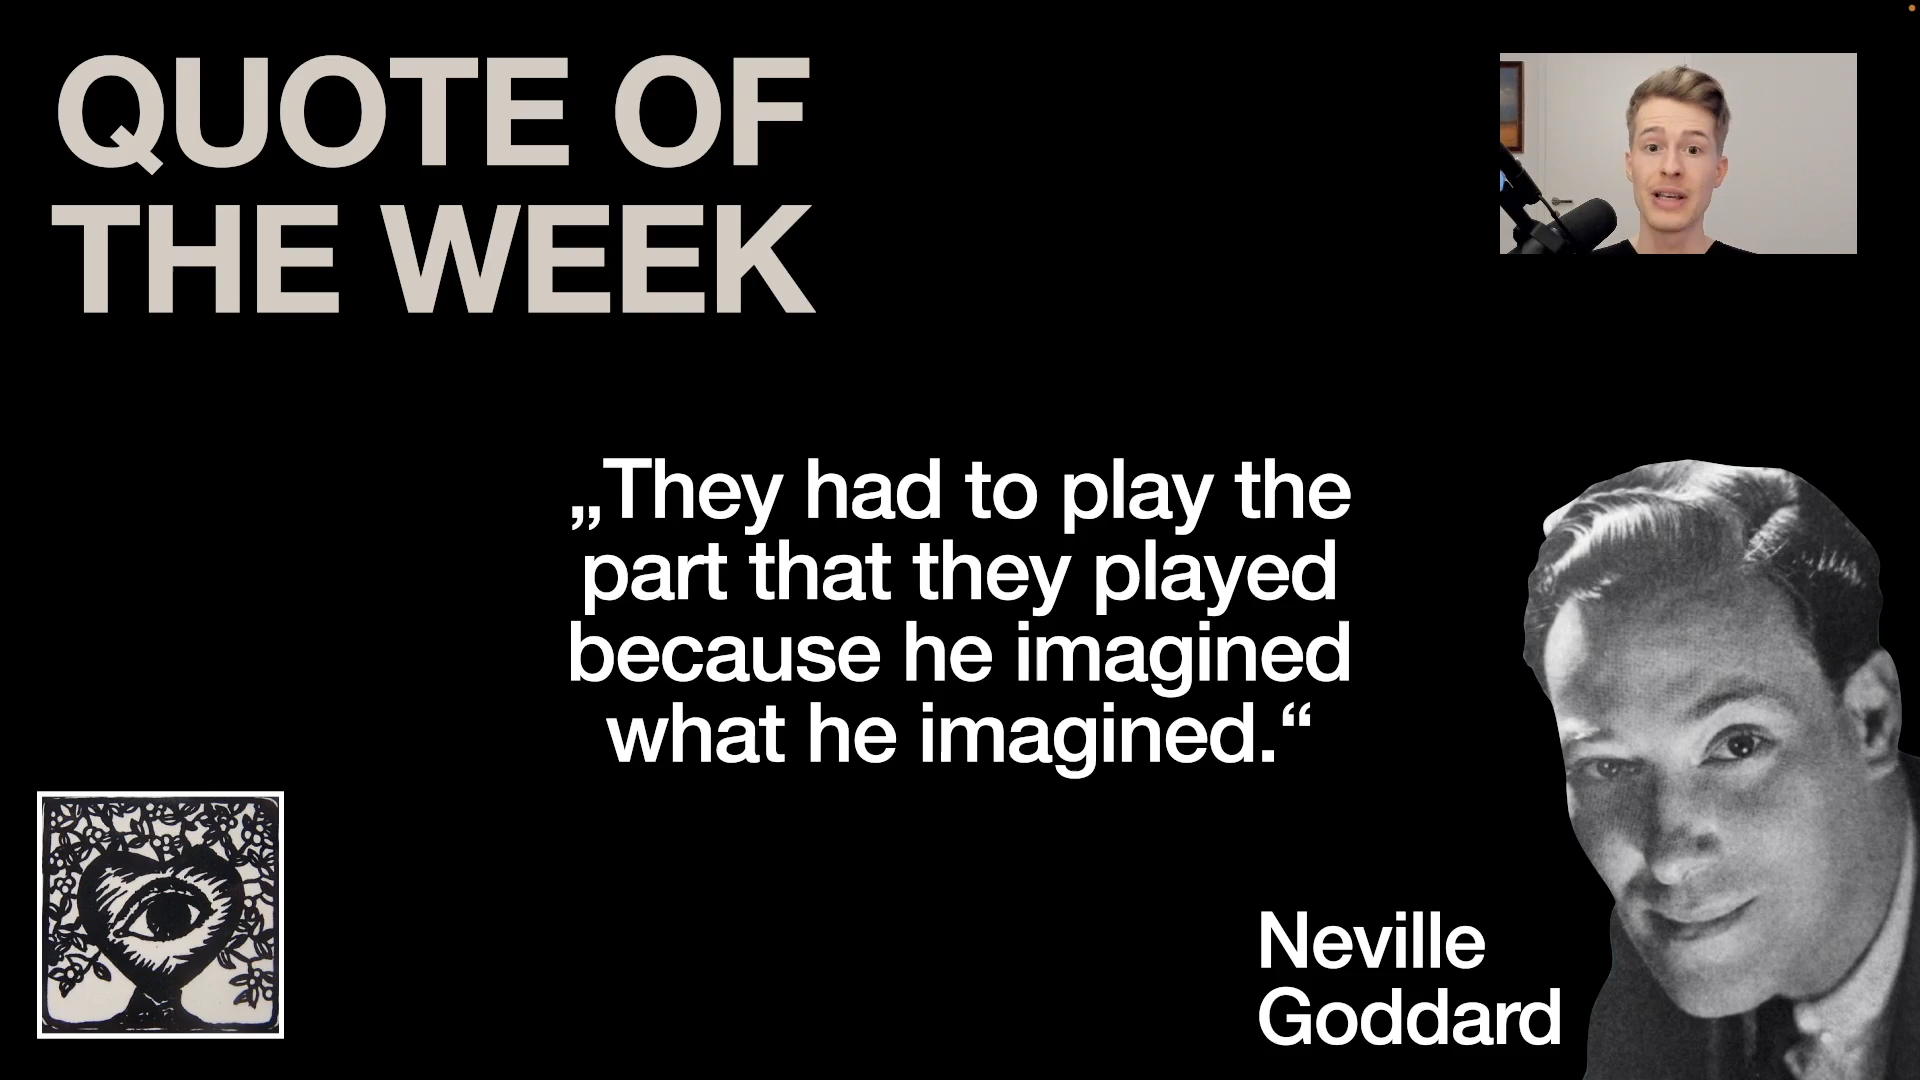 QUOTE OF
THE WEEK
„They had to play the
part that they played
because he imagined
what he imagined.“
Neville
Goddard